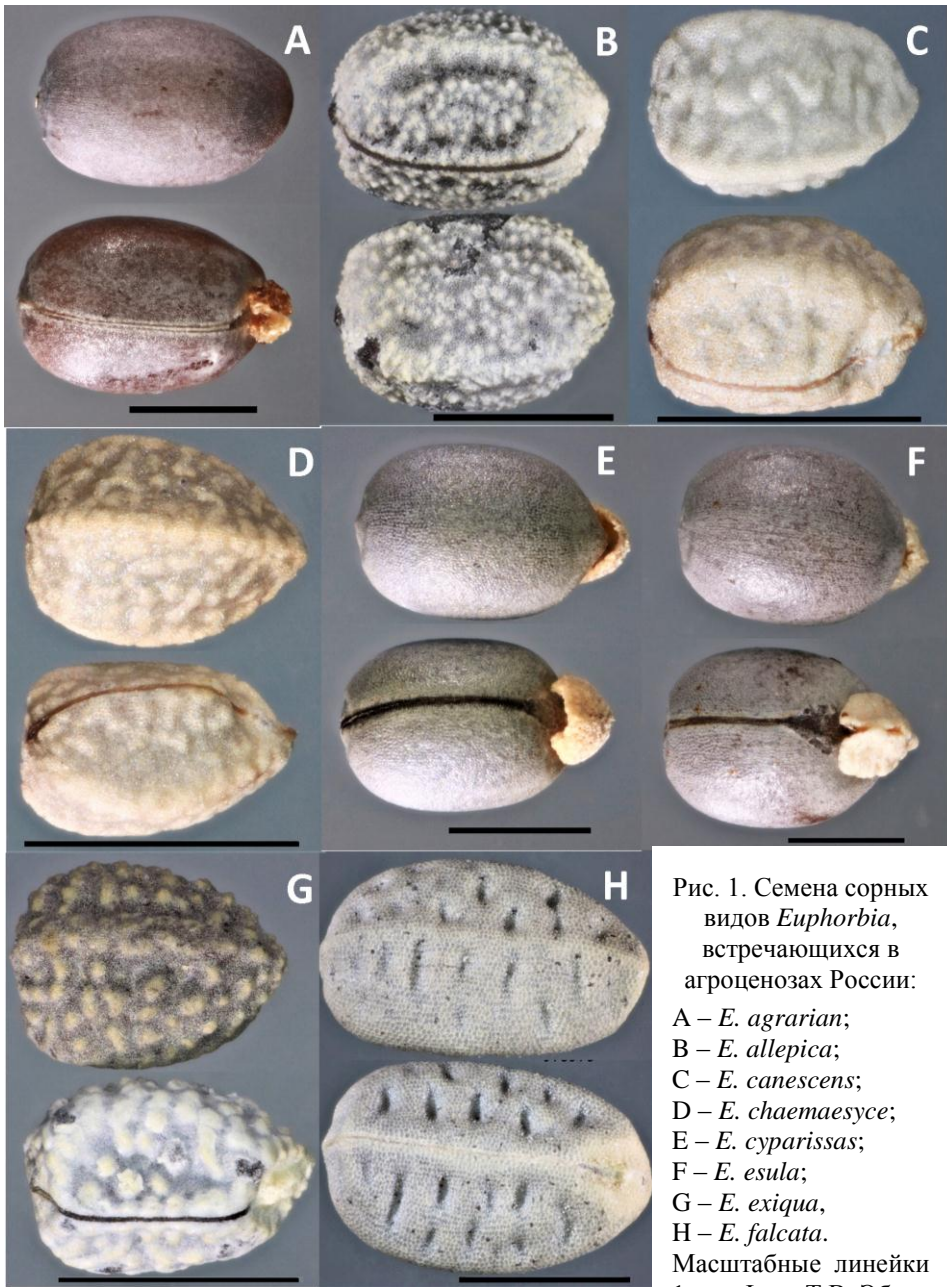 A
B
C
D
E
F
G
H
Рис. 1. Семена сорных
видов Euphorbia,
встречающихся в
агроценозах России:
A – E. agrarian;
B – E. allepica;
C – E. canescens;
D – E. chaemaesyce;
E – E. cyparissas;
F – E. esula;
G – E. exiqua,
H – E. falcata.
Масштабные линейки